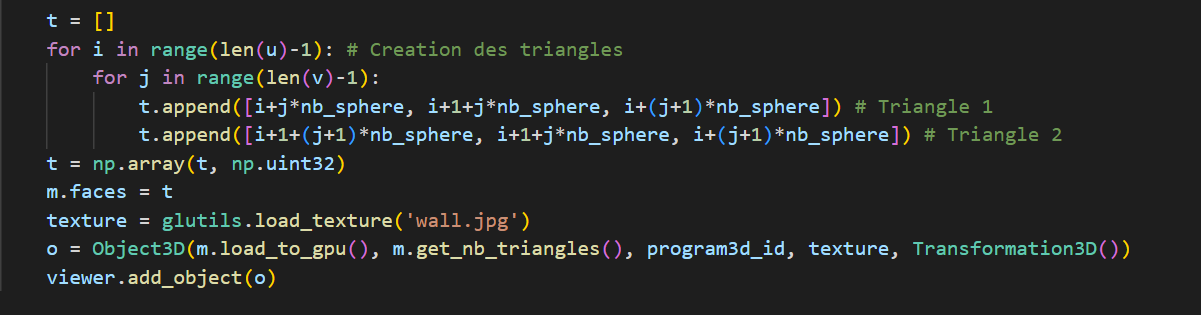 t = []
for i in range(len(u)-1): # Creation des triangles
    for j in range(len(v)-1):
        t.append([i+j*nb_sphere, i+1+j*nb_sphere, i+(j+1)*nb_sphere]) # Triangle 1
        t.append([i+1+(j+1)*nb_sphere, i+1+j*nb_sphere, i+(j+1)*nb_sphere]) # Triangle 2
t = np.array(t, np.uint32)
m.faces = t
texture = glutils.load_texture('wall.jpg')
o = Object3D(m.load_to_gpu(), m.get_nb_triangles(), program3d_id, texture, Transformation3D())
viewer.add_object(o)